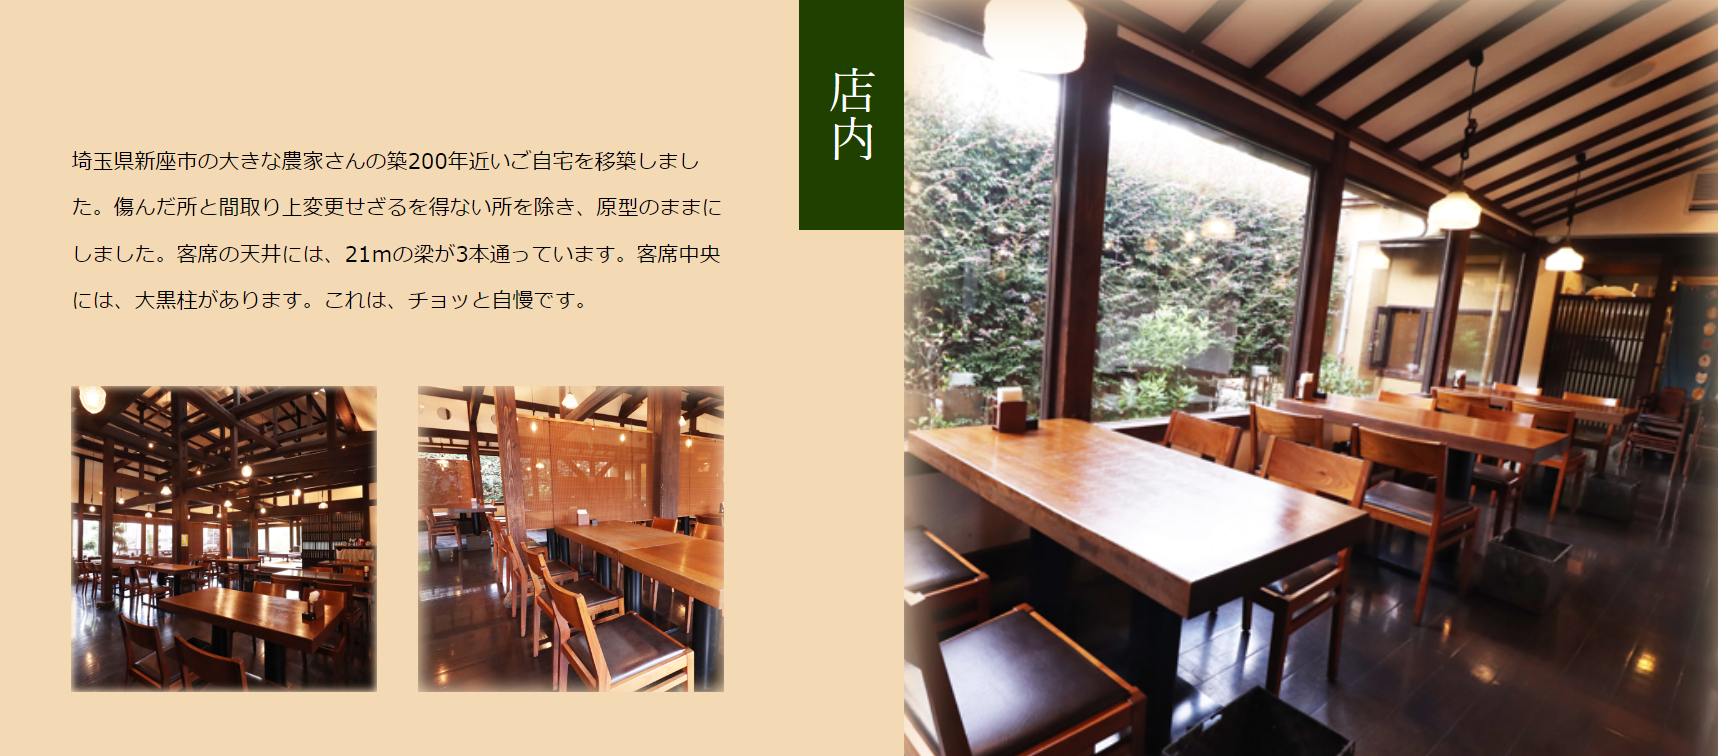 店内
埼玉県新座市の大きな農家さんの築200年近いご自宅を移築しまし
た。傷んだ所と間取り上変更せざるを得ない所を除き、原型のままに
しました。客席の天井には、21mの梁が3本通っています。客席中央
には、大黒柱があります。これは、チョッと自慢です。